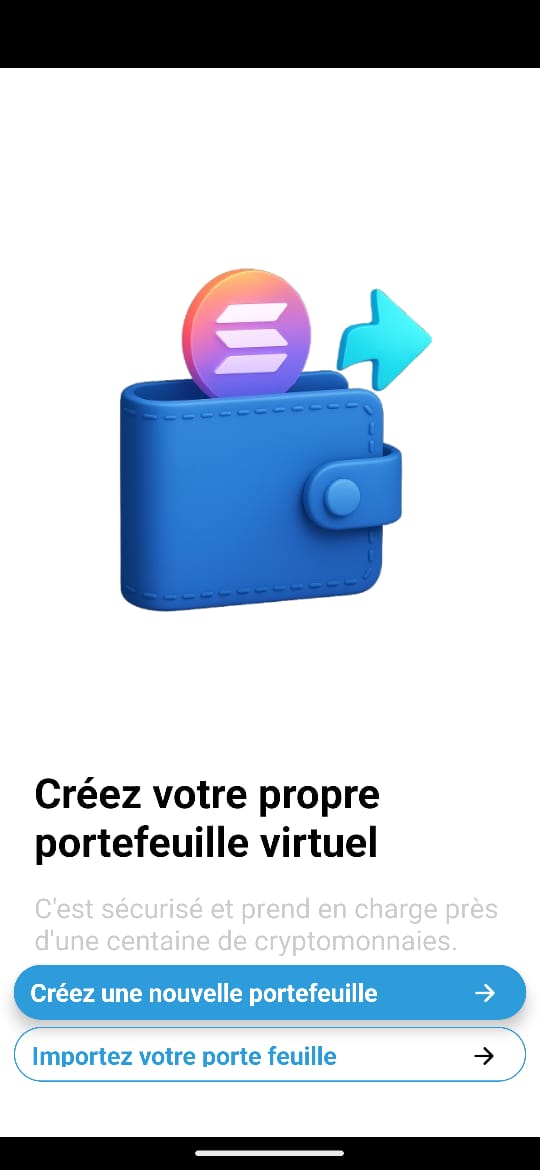 Créez votre propre
portefeuille virtuel
C'est sécurisé et prend en charge près
d'une centaine de cryptomonnaies.
Créez une nouvelle portefeuille
Importez votre porte feuille